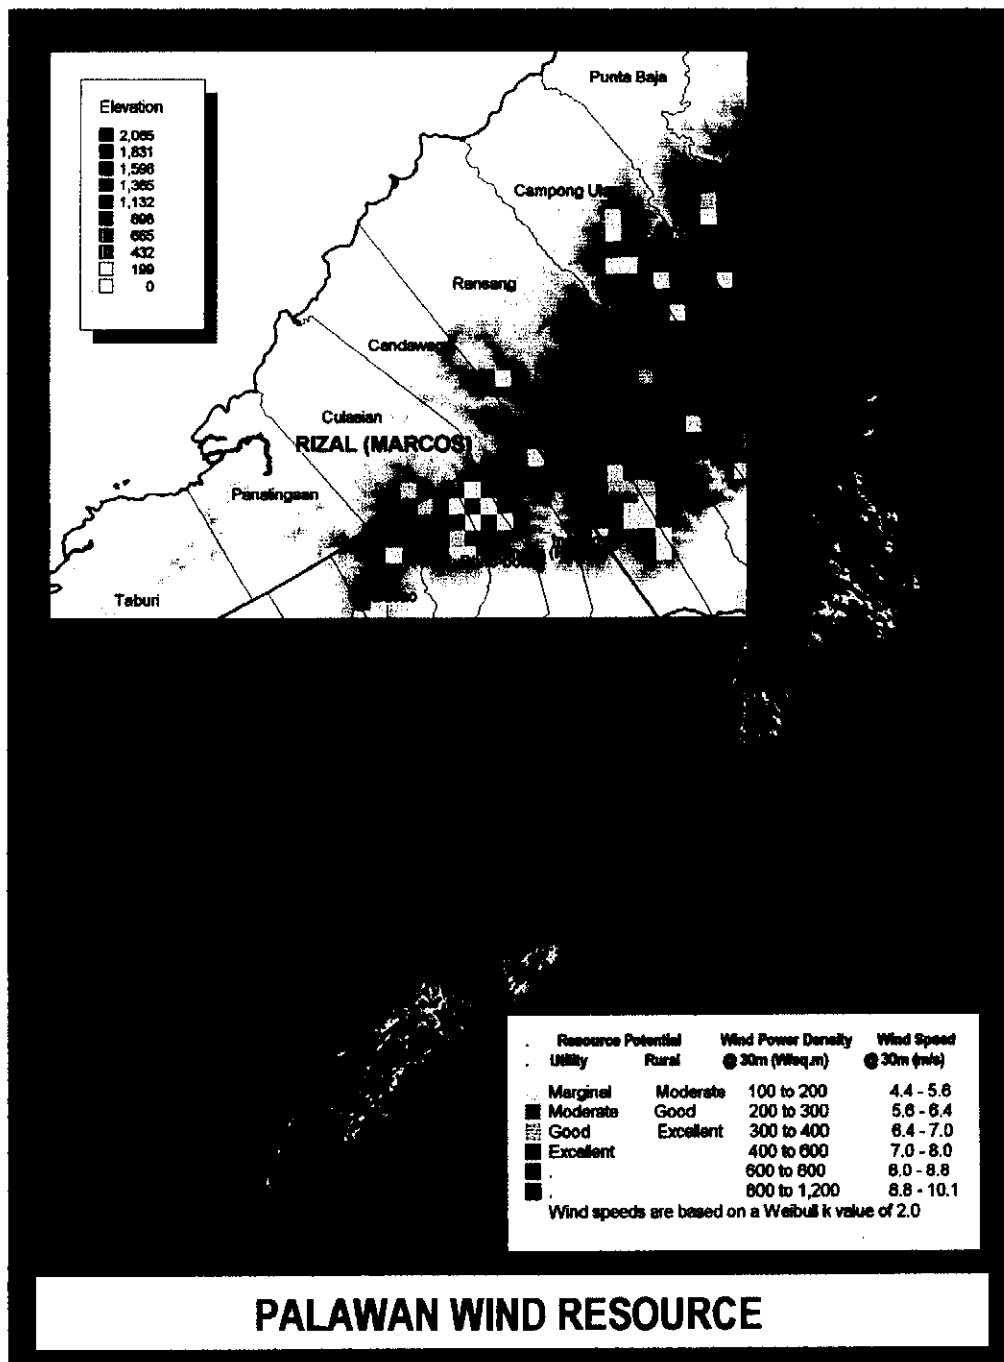 Punta Baja
Elevation
2,065
1,831
1,598
1,365
1,132
898
665
432
199
0
Campong
Ransang
Candawaga
Culasian
RIZAL (MARCOS)
Panalingaan
Taburi
. Resource Potential Wind Power Density Wind Speed
. Utility Rural @ 30m (W/sq.m) @ 30m (m/s)
Marginal Moderate 100 to 200 4.4 - 5.6
Moderate Good 200 to 300 5.6 - 6.4
Good Excellent 300 to 400 6.4 - 7.0
Excellent 400 to 600 7.0 - 8.0
. 600 to 800 8.0 - 8.8
. 800 to 1,200 8.8 - 10.1
Wind speeds are based on a Weibull k value of 2.0
PALAWAN WIND RESOURCE